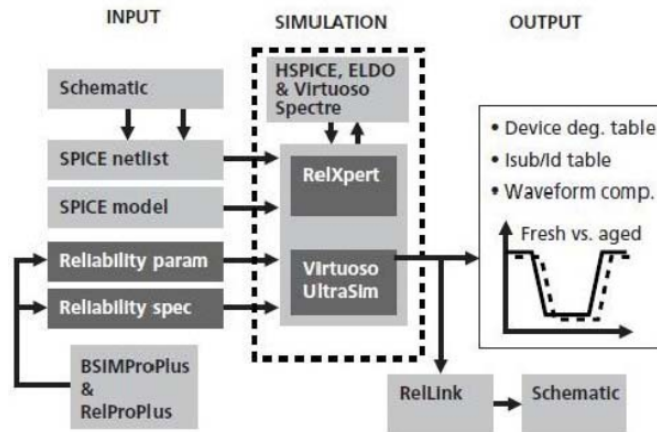 INPUT
SIMULATION
OUTPUT
Schematic
SPICE netlist
SPICE model
Reliability param
Reliability spec
BSIMProPlus
&
RelProPlus
HSPICE, ELDO
& Virtuoso
Spectre
RelXpert
Virtuoso
UltraSim
• Device deg. table
• Isub/Id table
• Waveform comp.
Fresh vs. aged
RelLink
Schematic